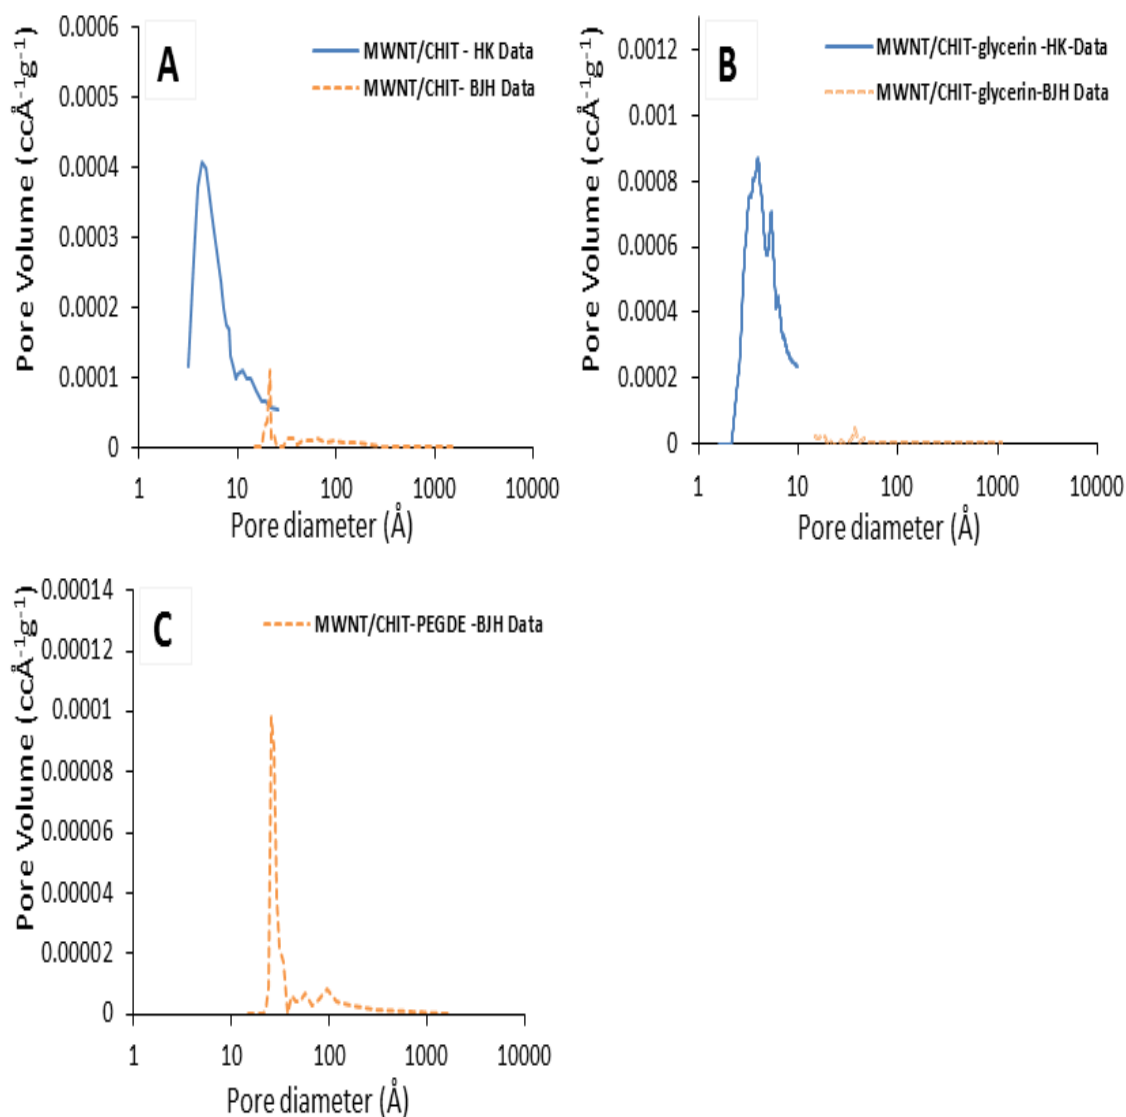 A
MWNT/CHIT - HK Data
MWNT/CHIT- BJH Data
Pore Volume (ccÅ⁻¹g⁻¹)
0.0006
0.0005
0.0004
0.0003
0.0002
0.0001
0
1 10 100 1000 10000
Pore diameter (Å)
B
MWNT/CHIT-glycerin -HK-Data
MWNT/CHIT-glycerin-BJH Data
Pore Volume (ccÅ⁻¹g⁻¹)
0.0012
0.001
0.0008
0.0006
0.0004
0.0002
0
1 10 100 1000 10000
Pore diameter (Å)
C
MWNT/CHIT-PEGDE -BJH Data
Pore Volume (ccÅ⁻¹g⁻¹)
0.00014
0.00012
0.0001
0.00008
0.00006
0.00004
0.00002
0
1 10 100 1000 10000
Pore diameter (Å)